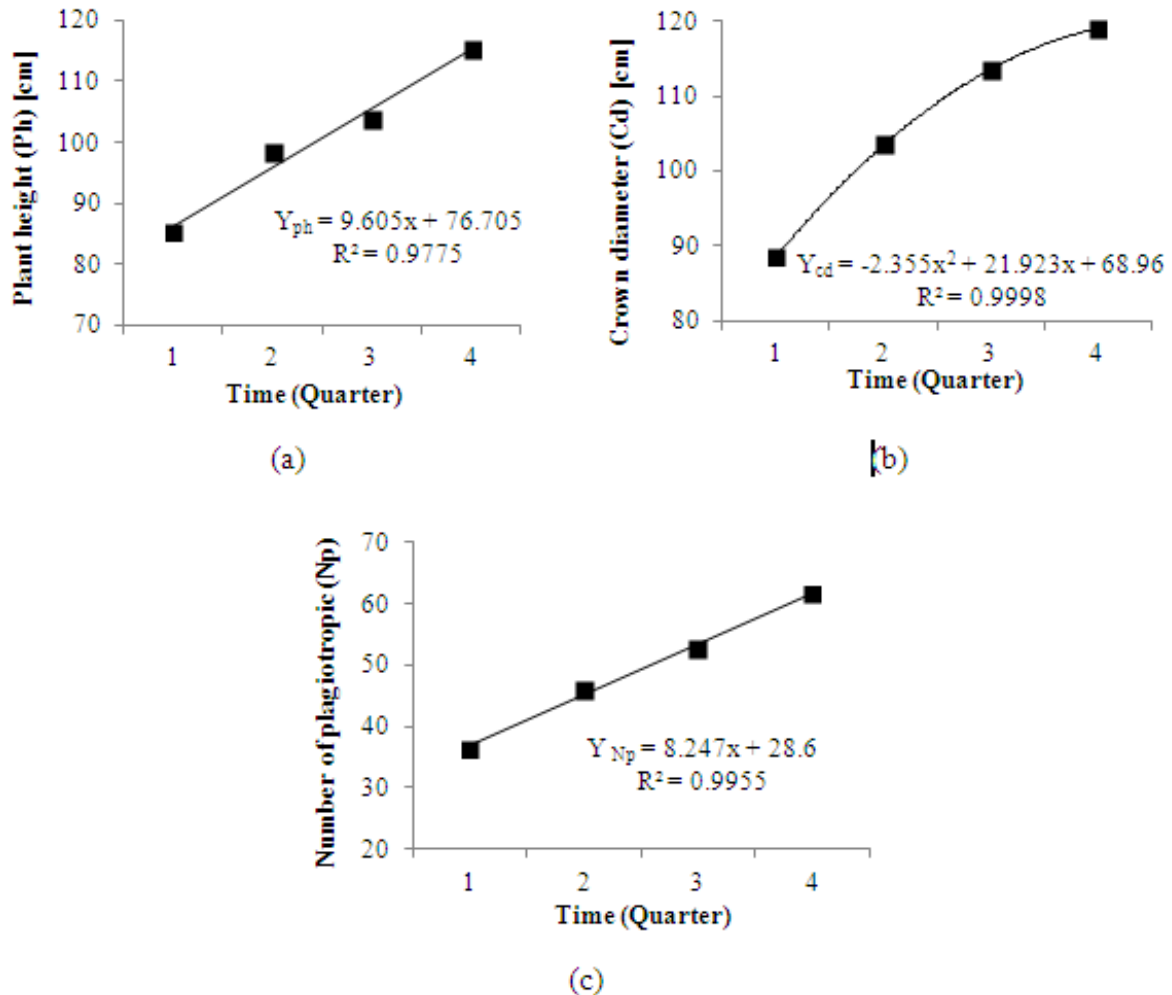 Plant height (Ph) [cm]
120
110
100
90
80
70
Y_ph = 9.605x + 76.705
R² = 0.9775
1 2 3 4
Time (Quarter)
(a)
Crown diameter (Cd) [cm]
120
110
100
90
80
Y_cd = -2.355x² + 21.923x + 68.96
R² = 0.9998
1 2 3 4
Time (Quarter)
(b)
Number of plagiotropic (Np)
70
60
50
40
30
20
Y_Np = 8.247x + 28.6
R² = 0.9955
1 2 3 4
Time (Quarter)
(c)